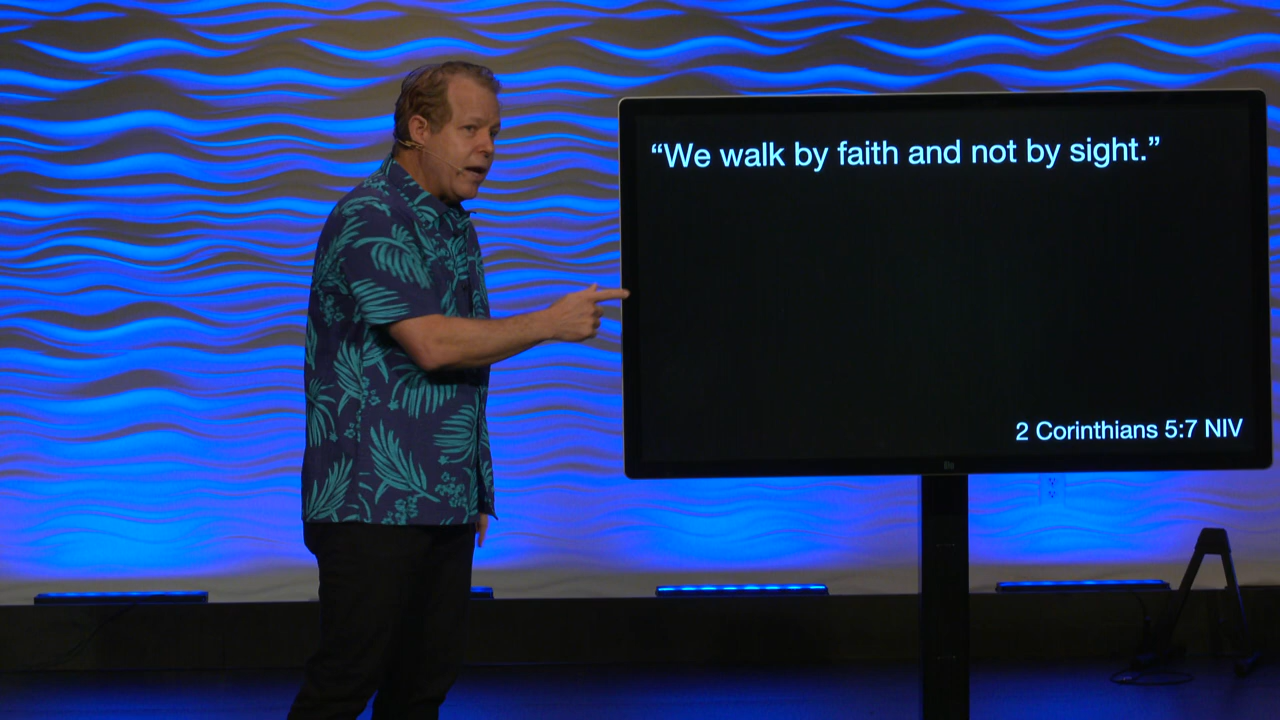 “We walk by faith and not by sight.”
2 Corinthians 5:7 NIV